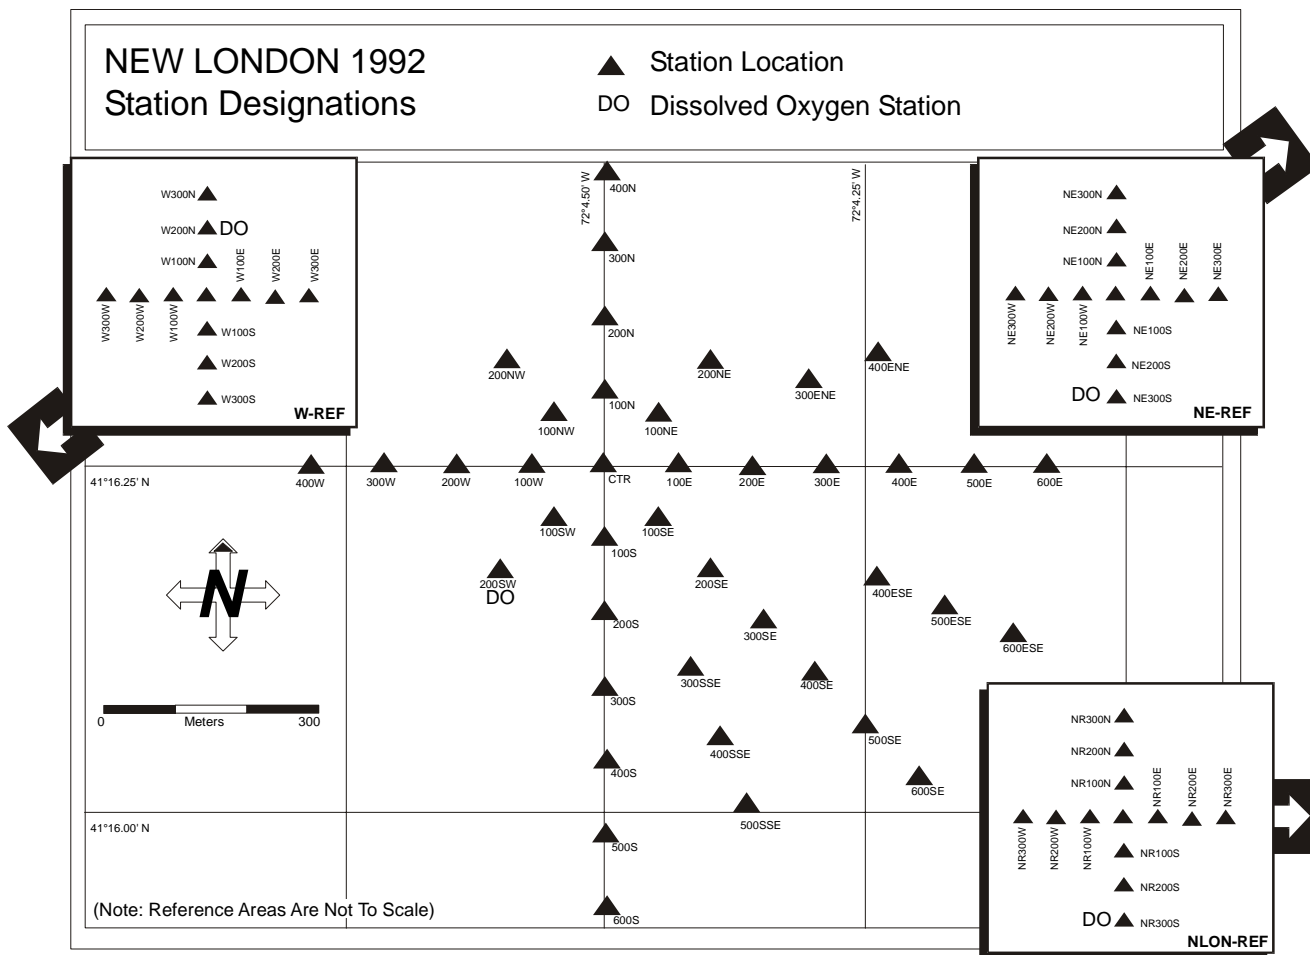 NEW LONDON 1992
Station Designations
Station Location
DO Dissolved Oxygen Station
W300N
W200N DO
W100N
W100E
W200E
W300E
W300W
W200W
W100W
W100S
W200S
W300S
W-REF
72°4.50' W
72°4.25' W
400N
300N
200N
100N
200NW
100NW
200NE
100NE
300ENE
400ENE
NE300N
NE200N
NE100N
NE100E
NE200E
NE300E
NE300W
NE200W
NE100W
NE100S
NE200S
DO NE300S
NE-REF
41°16.25' N
400W
300W
200W
100W
CTR
100E
200E
300E
400E
500E
600E
100SW
200SW
DO
100S
200S
300S
400S
500S
600S
100SE
200SE
300SE
400SE
500SE
600SE
300SSE
400SSE
500SSE
400ESE
500ESE
600ESE
N
0 Meters 300
41°16.00' N
(Note: Reference Areas Are Not To Scale)
NR300N
NR200N
NR100N
NR100E
NR200E
NR300E
NR300W
NR200W
NR100W
NR100S
NR200S
DO NR300S
NLON-REF